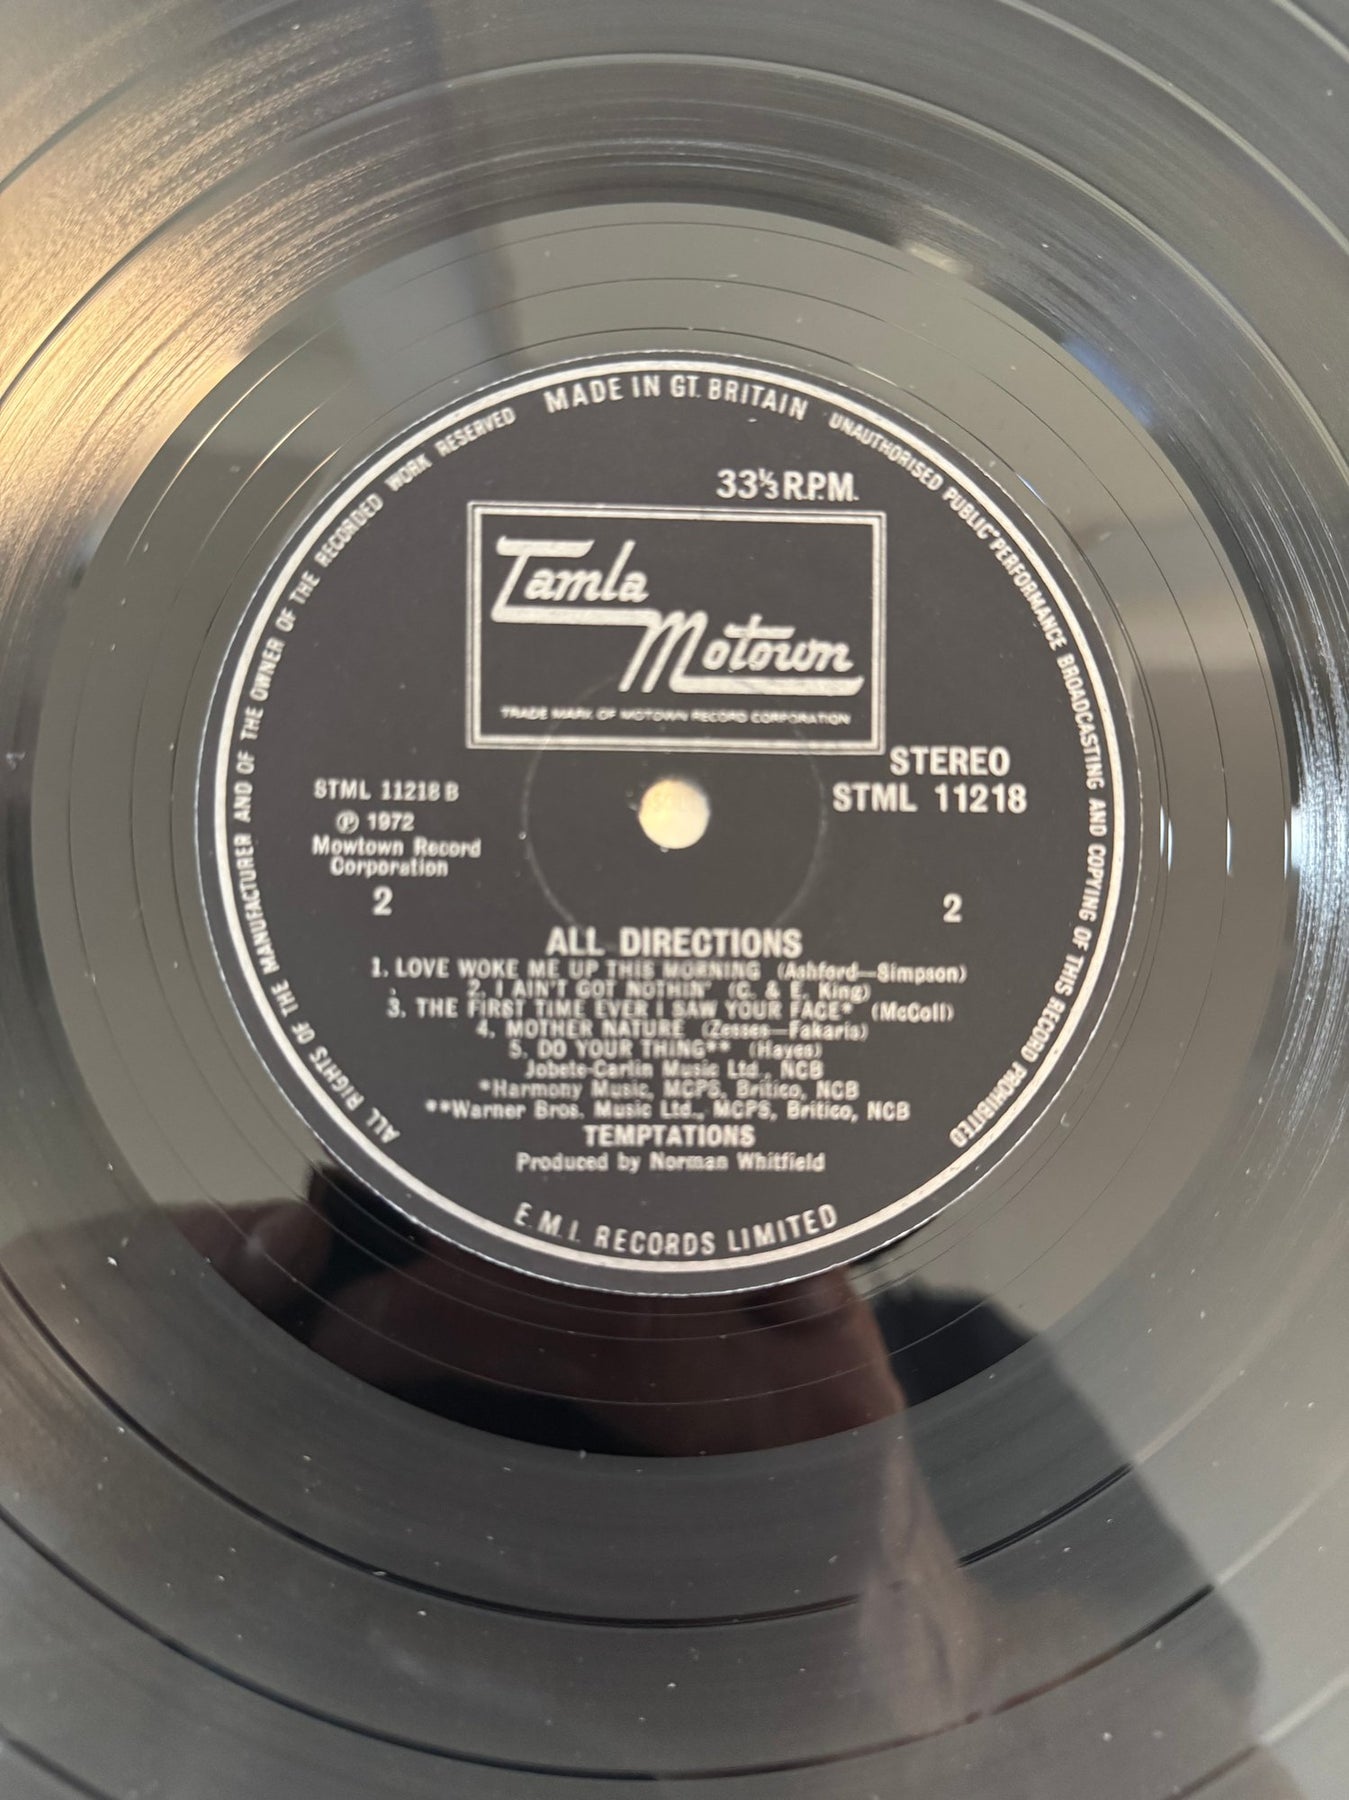 MADE IN GT. BRITAIN
UNAUTHORISED PUBLIC PERFORMANCE BROADCASTING AND COPYING OF THIS RECORD PROHIBITED
ALL RIGHTS OF THE MANUFACTURER AND OF THE OWNER OF THE RECORDED WORK RESERVED
33⅓ R.P.M.
Tamla
Motown
TRADE MARK OF MOTOWN RECORD CORPORATION
STEREO
STML 11218
STML 11218 B
Ⓟ 1972
Mowtown Record
Corporation
2
2
ALL DIRECTIONS
1. LOVE WOKE ME UP THIS MORNING (Ashford—Simpson)
2. I AIN'T GOT NOTHIN' (C. & E. King)
3. THE FIRST TIME EVER I SAW YOUR FACE* (McColl)
4. MOTHER NATURE (Zesses—Fakaria)
5. DO YOUR THING** (Hayes)
Jobete-Carlin Music Ltd., NCB
*Harmony Music, MCPS, Britico, NCB
**Warner Bros. Music Ltd., MCPS, Britico, NCB
TEMPTATIONS
Produced by Norman Whitfield
E.M.I. RECORDS LIMITED